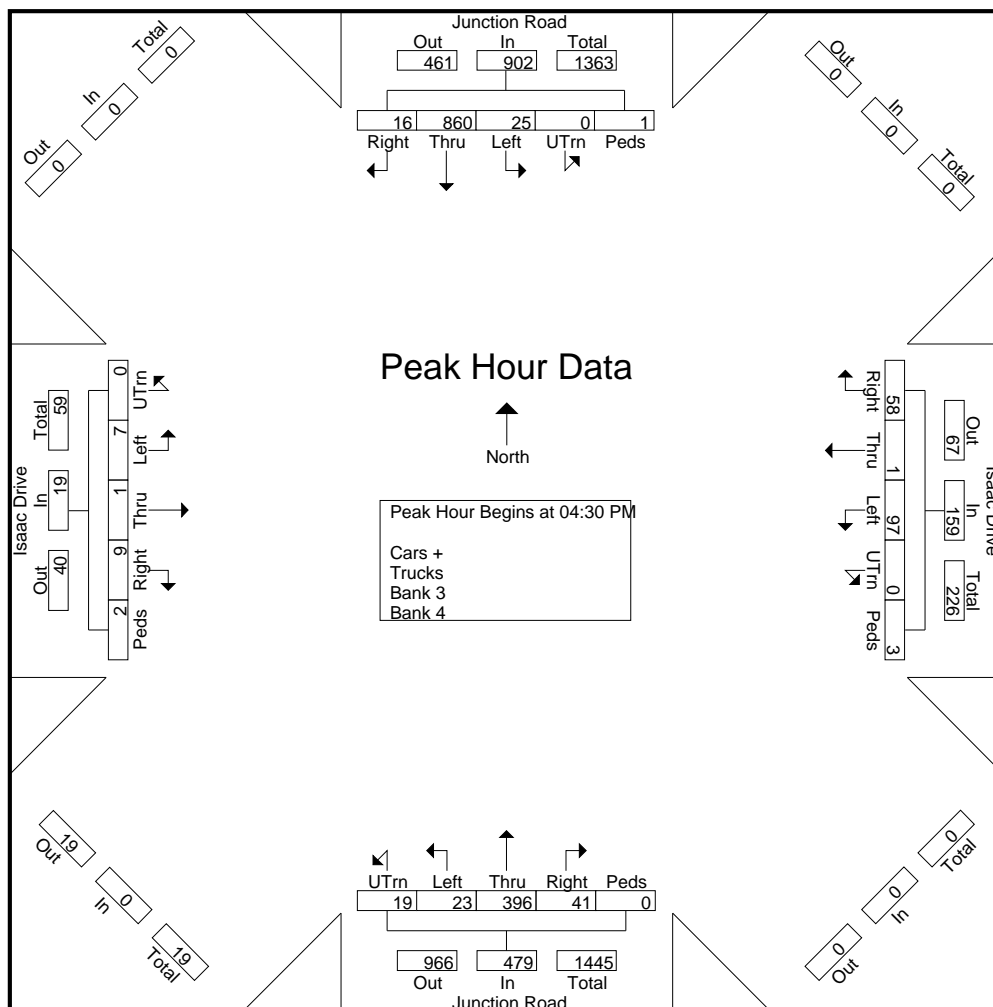 Junction Road
Out In Total
461 902 1363
16 860 25 0 1
Right Thru Left UTrn Peds
Total
0
In
0
Out
0
Out
0
In
0
Total
0
Peak Hour Data
North
Peak Hour Begins at 04:30 PM
Cars +
Trucks
Bank 3
Bank 4
Isaac Drive
Out In Total
40 19 59
0 7 1 9 2
UTrn Left Thru Right Peds
Right Thru Left UTrn Peds
58 1 97 0 3
Out In Total
67 159 226
Isaac Drive
19
Out
0
In
19
Total
0
Total
0
In
0
Out
UTrn Left Thru Right Peds
19 23 396 41 0
966 479 1445
Out In Total
Junction Road